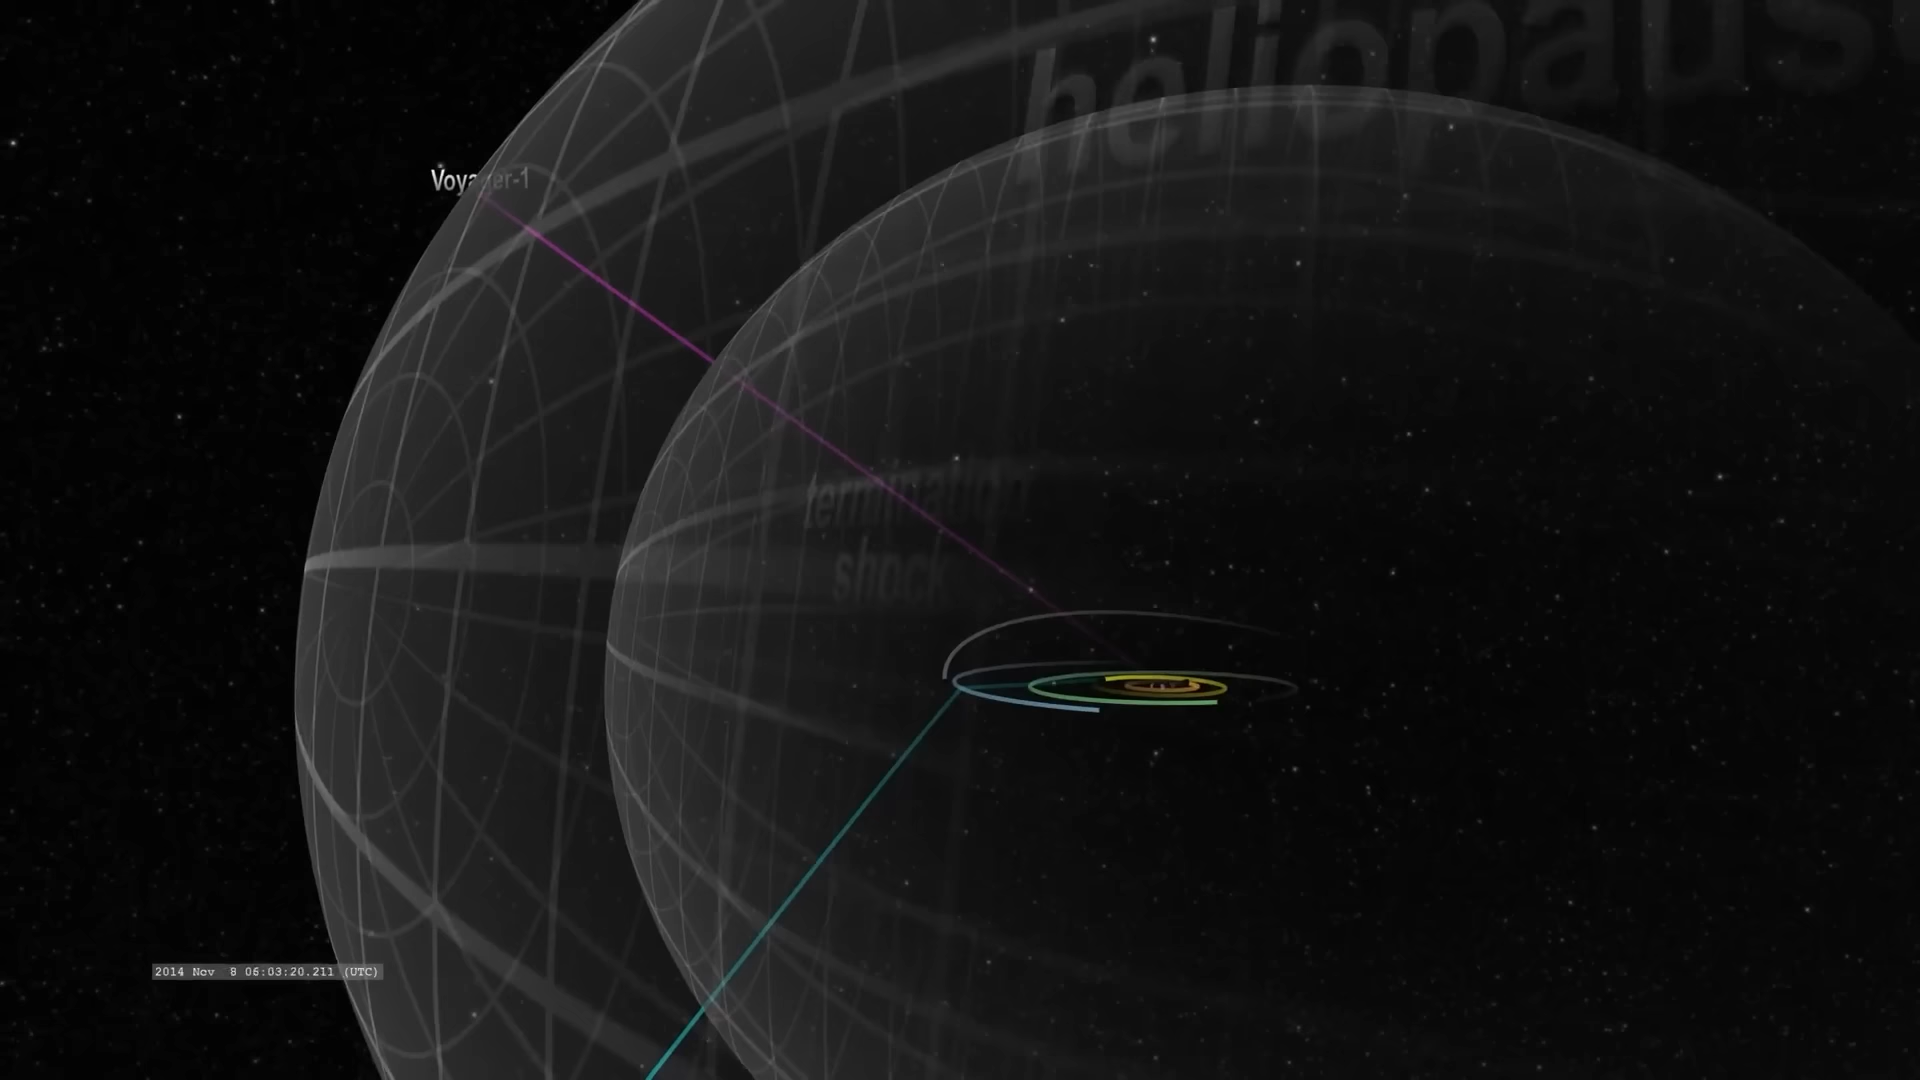 heliopause
Voyager-1
termination
shock
2014 Nov  8 06:03:20.211 (UTC)